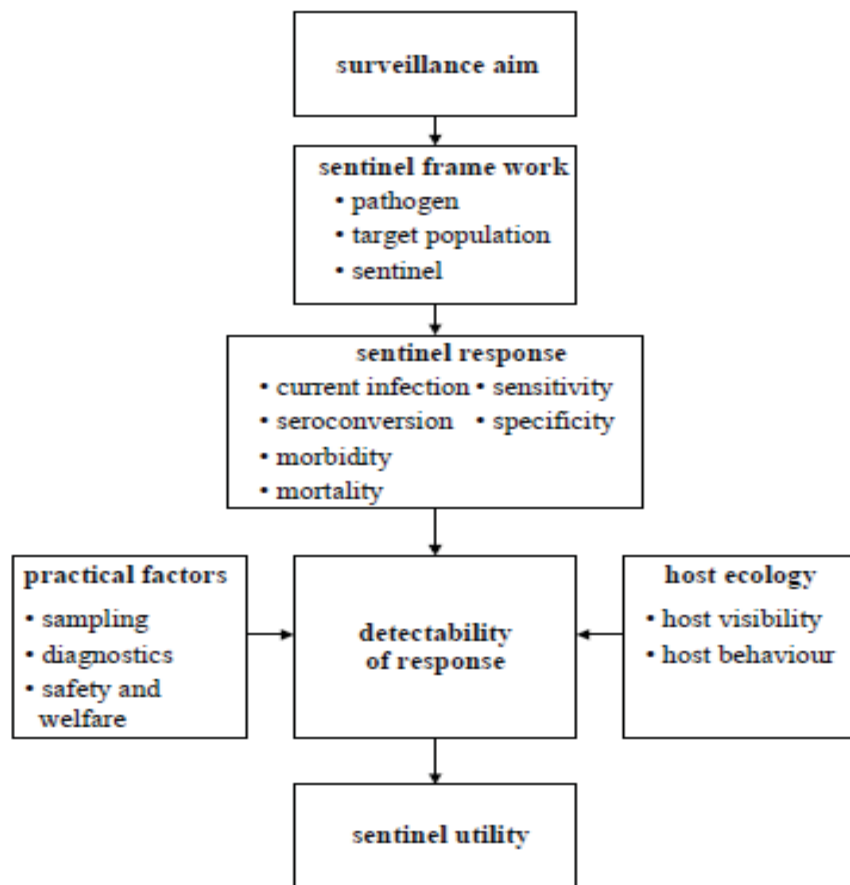 surveillance aim
sentinel frame work
• pathogen
• target population
• sentinel
sentinel response
• current infection • sensitivity
• seroconversion • specificity
• morbidity
• mortality
practical factors
• sampling
• diagnostics
• safety and
welfare
detectability
of response
host ecology
• host visibility
• host behaviour
sentinel utility